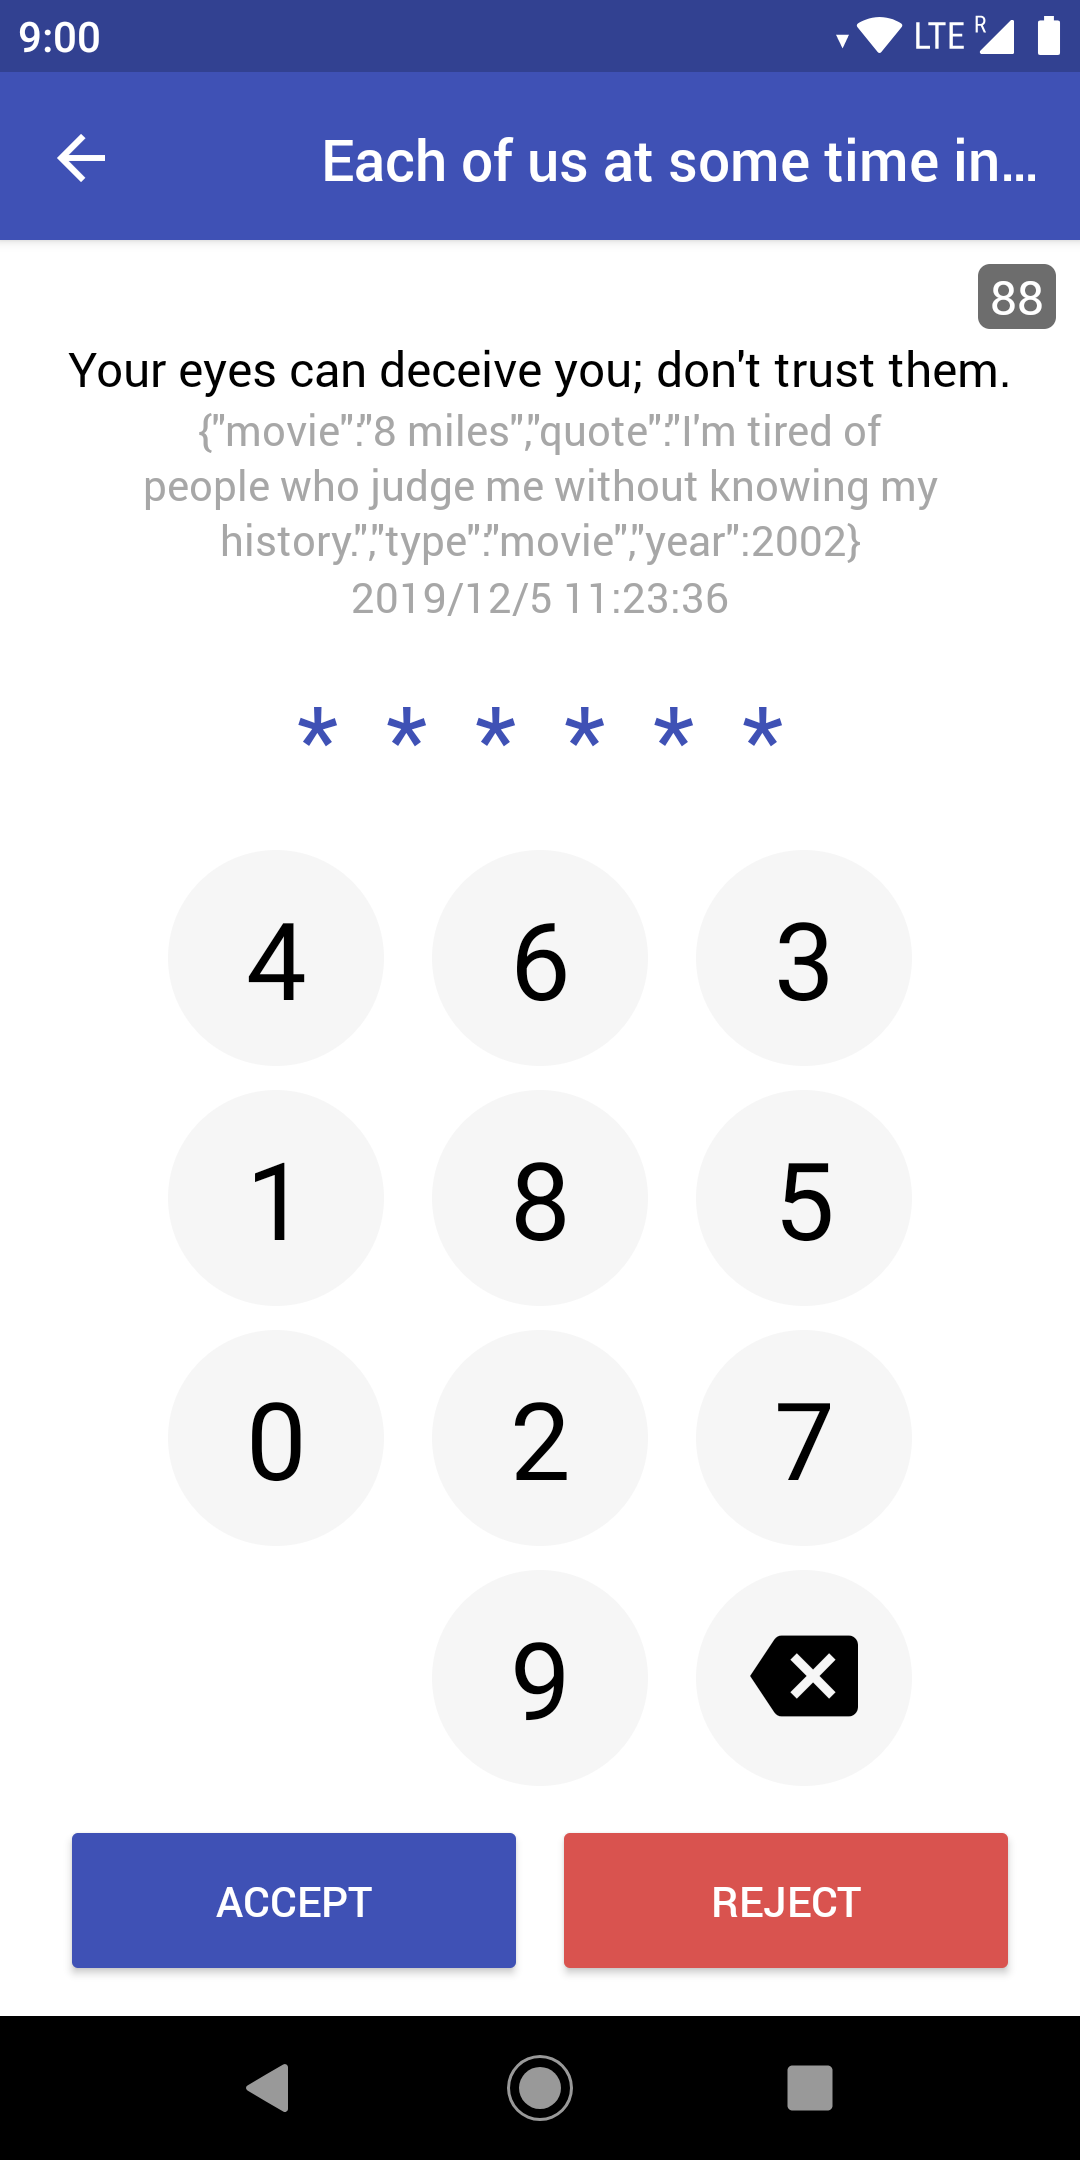 9:00
LTE R
Each of us at some time in...
88
Your eyes can deceive you; don't trust them.
{"movie":"8 miles","quote":"I'm tired of
people who judge me without knowing my
history.","type":"movie","year":2002}
2019/12/5 11:23:36
* * * * * *
4 6 3
1 8 5
0 2 7
9
ACCEPT REJECT